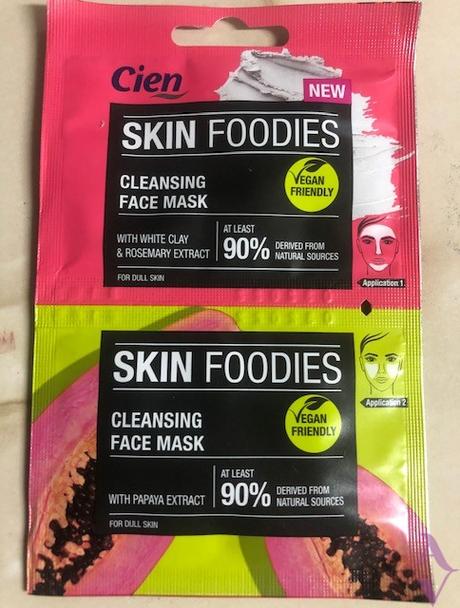 Cien
NEW
SKIN FOODIES
VEGAN
FRIENDLY
CLEANSING
FACE MASK
WITH WHITE CLAY
& ROSEMARY EXTRACT
AT LEAST
90% DERIVED FROM
NATURAL SOURCES
FOR DULL SKIN
Application 1
SKIN FOODIES
VEGAN
FRIENDLY
CLEANSING
FACE MASK
Application 2
WITH PAPAYA EXTRACT
AT LEAST
90% DERIVED FROM
NATURAL SOURCES
FOR DULL SKIN